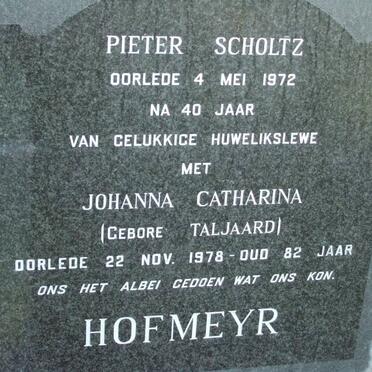 PIETER SCHOLTZ
OORLEDE 4 MEI 1972
NA 40 JAAR
VAN GELUKKIGE HUWELIKSLEWE
MET
JOHANNA CATHARINA
(GEBORE TALJAARD)
OORLEDE 22 NOV. 1978 - OUD 82 JAAR
ONS HET ALBEI GEDOEN WAT ONS KON.
HOFMEYR